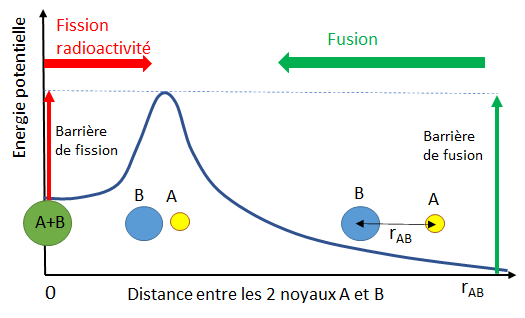 Fission
radioactivité
Fusion
Energie potentielle
Barrière
de fission
Barrière
de fusion
B
A
B
A
A+B
rAB
0
Distance entre les 2 noyaux A et B
rAB